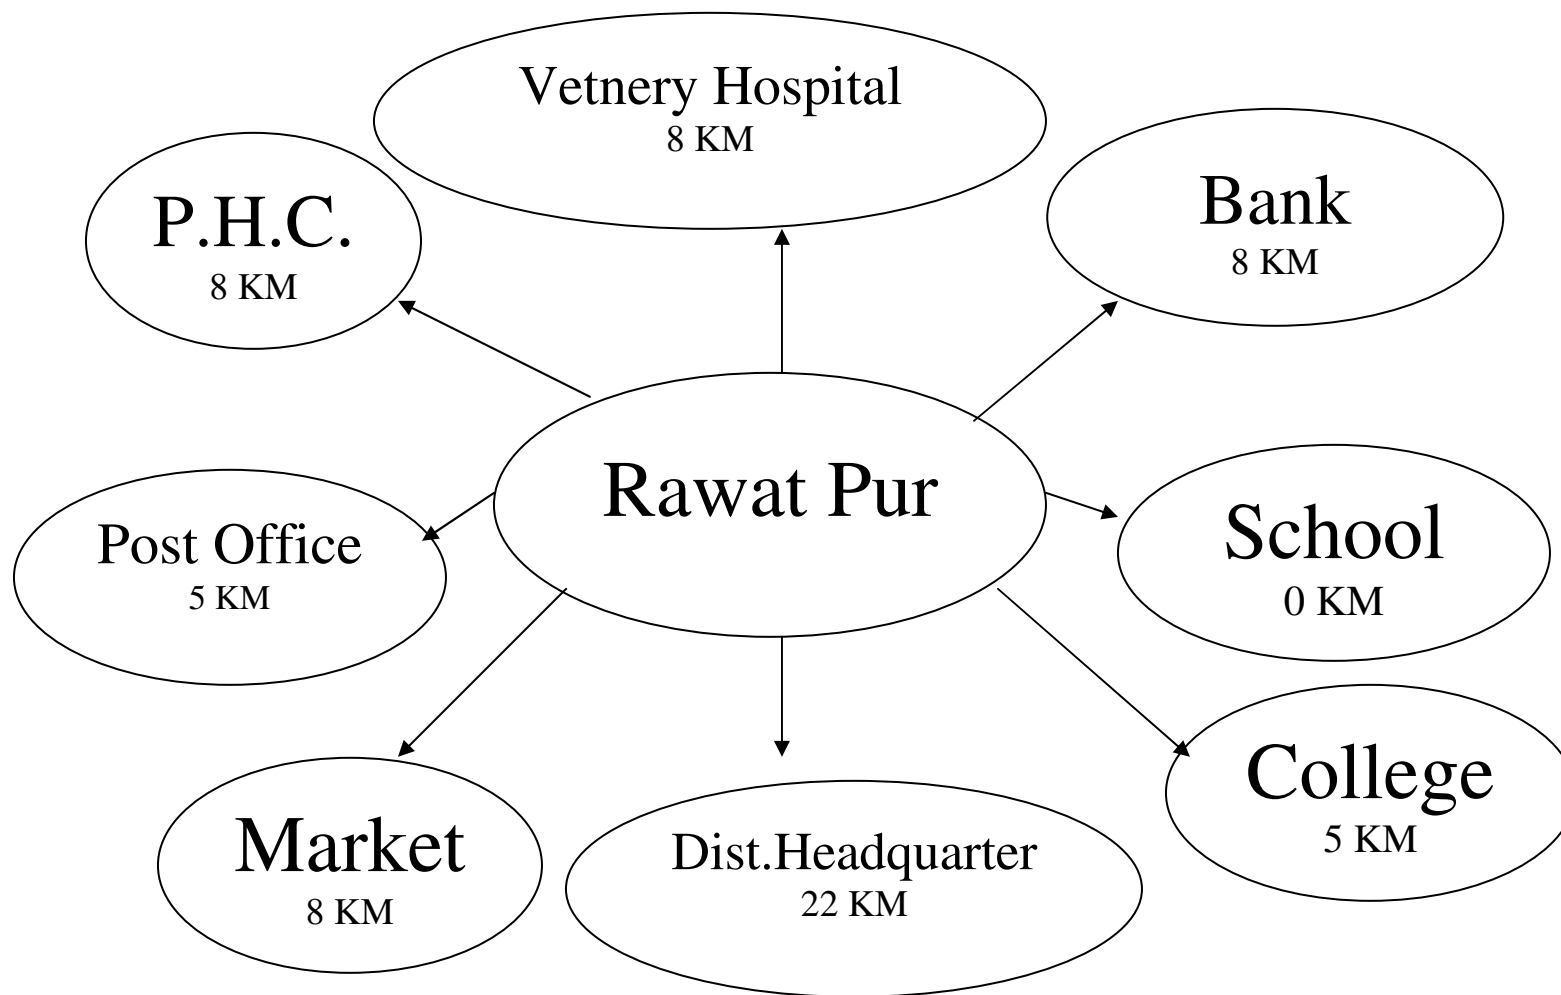 Vetnery Hospital
8 KM
P.H.C.
8 KM
Bank
8 KM
Rawat Pur
Post Office
5 KM
School
0 KM
Market
8 KM
Dist.Headquarter
22 KM
College
5 KM